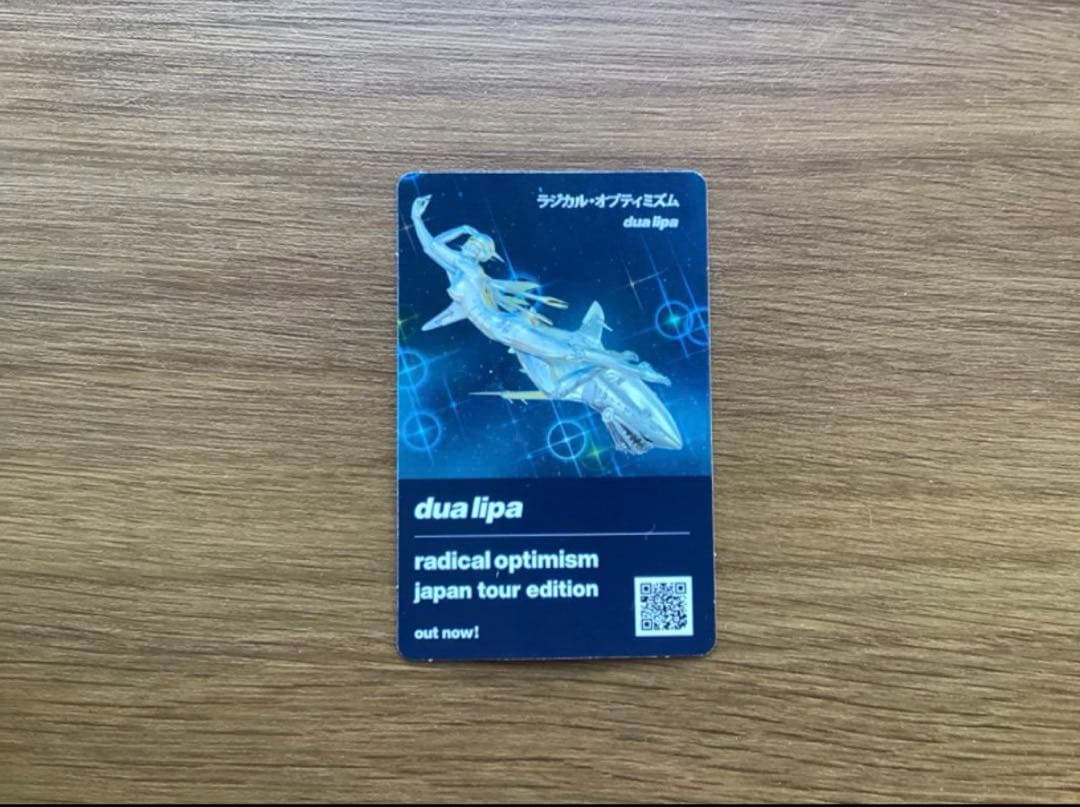 ラジカル・オプティミズム
dua lipa
dua lipa
radical optimism
japan tour edition
out now!